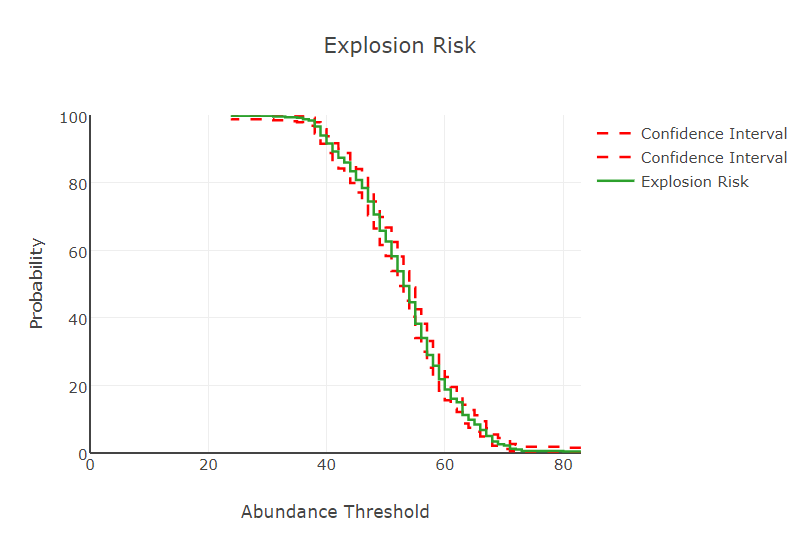 Explosion Risk
100
80
60
40
20
0
0 20 40 60 80
Probability
Abundance Threshold
Confidence Interval
Confidence Interval
Explosion Risk